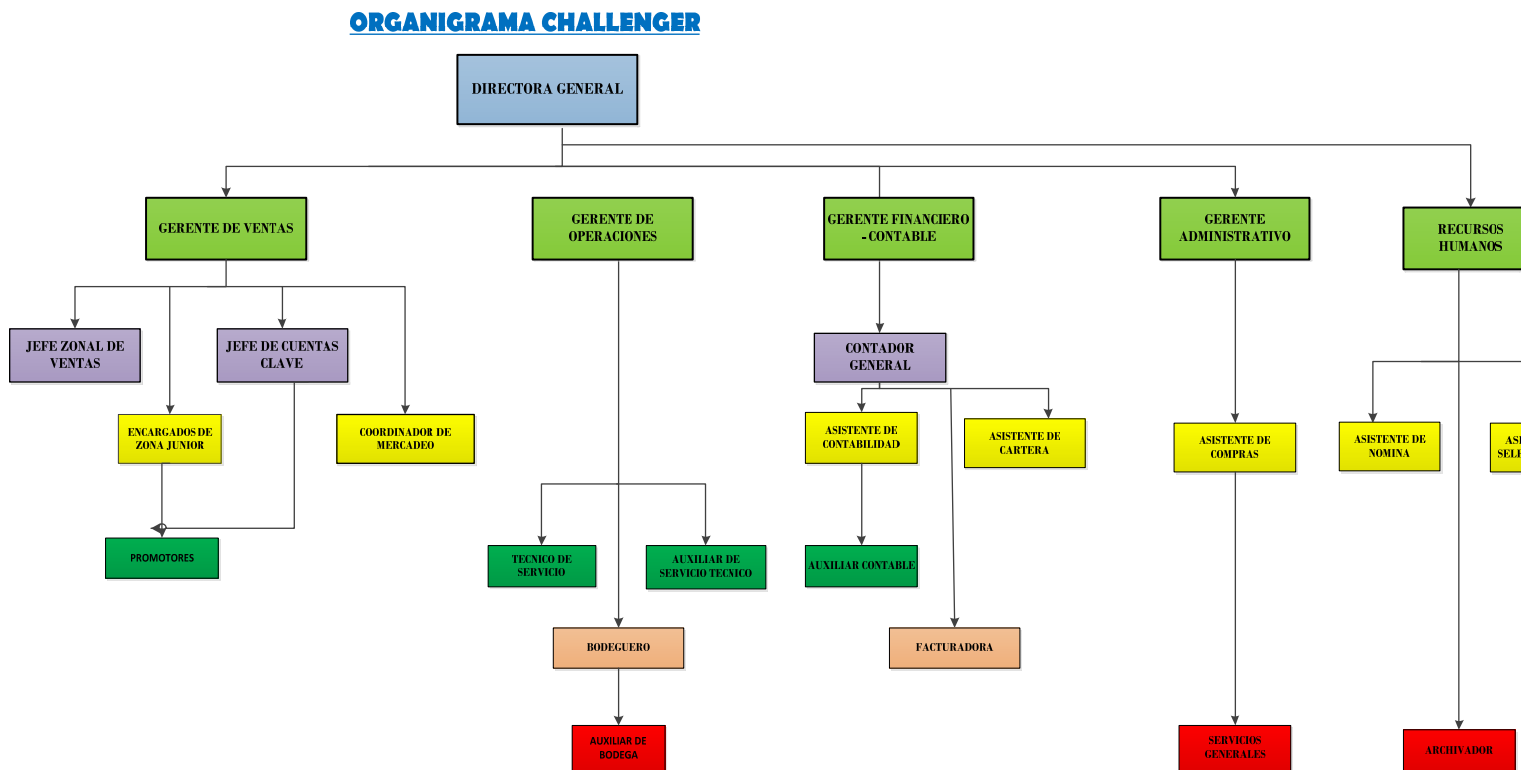 ORGANIGRAMA CHALLENGER
DIRECTORA GENERAL
GERENTE DE VENTAS
GERENTE DE
OPERACIONES
GERENTE FINANCIERO
- CONTABLE
GERENTE
ADMINISTRATIVO
RECURSOS
HUMANOS
JEFE ZONAL DE
VENTAS
JEFE DE CUENTAS
CLAVE
CONTADOR
GENERAL
ENCARGADOS DE
ZONA JUNIOR
COORDINADOR DE
MERCADEO
ASISTENTE DE
CONTABILIDAD
ASISTENTE DE
CARTERA
ASISTENTE DE
COMPRAS
ASISTENTE DE
NOMINA
PROMOTORES
TECNICO DE
SERVICIO
AUXILIAR DE
SERVICIO TECNICO
AUXILIAR CONTABLE
BODEGUERO
FACTURADORA
AUXILIAR DE
BODEGA
SERVICIOS
GENERALES
ARCHIVADOR